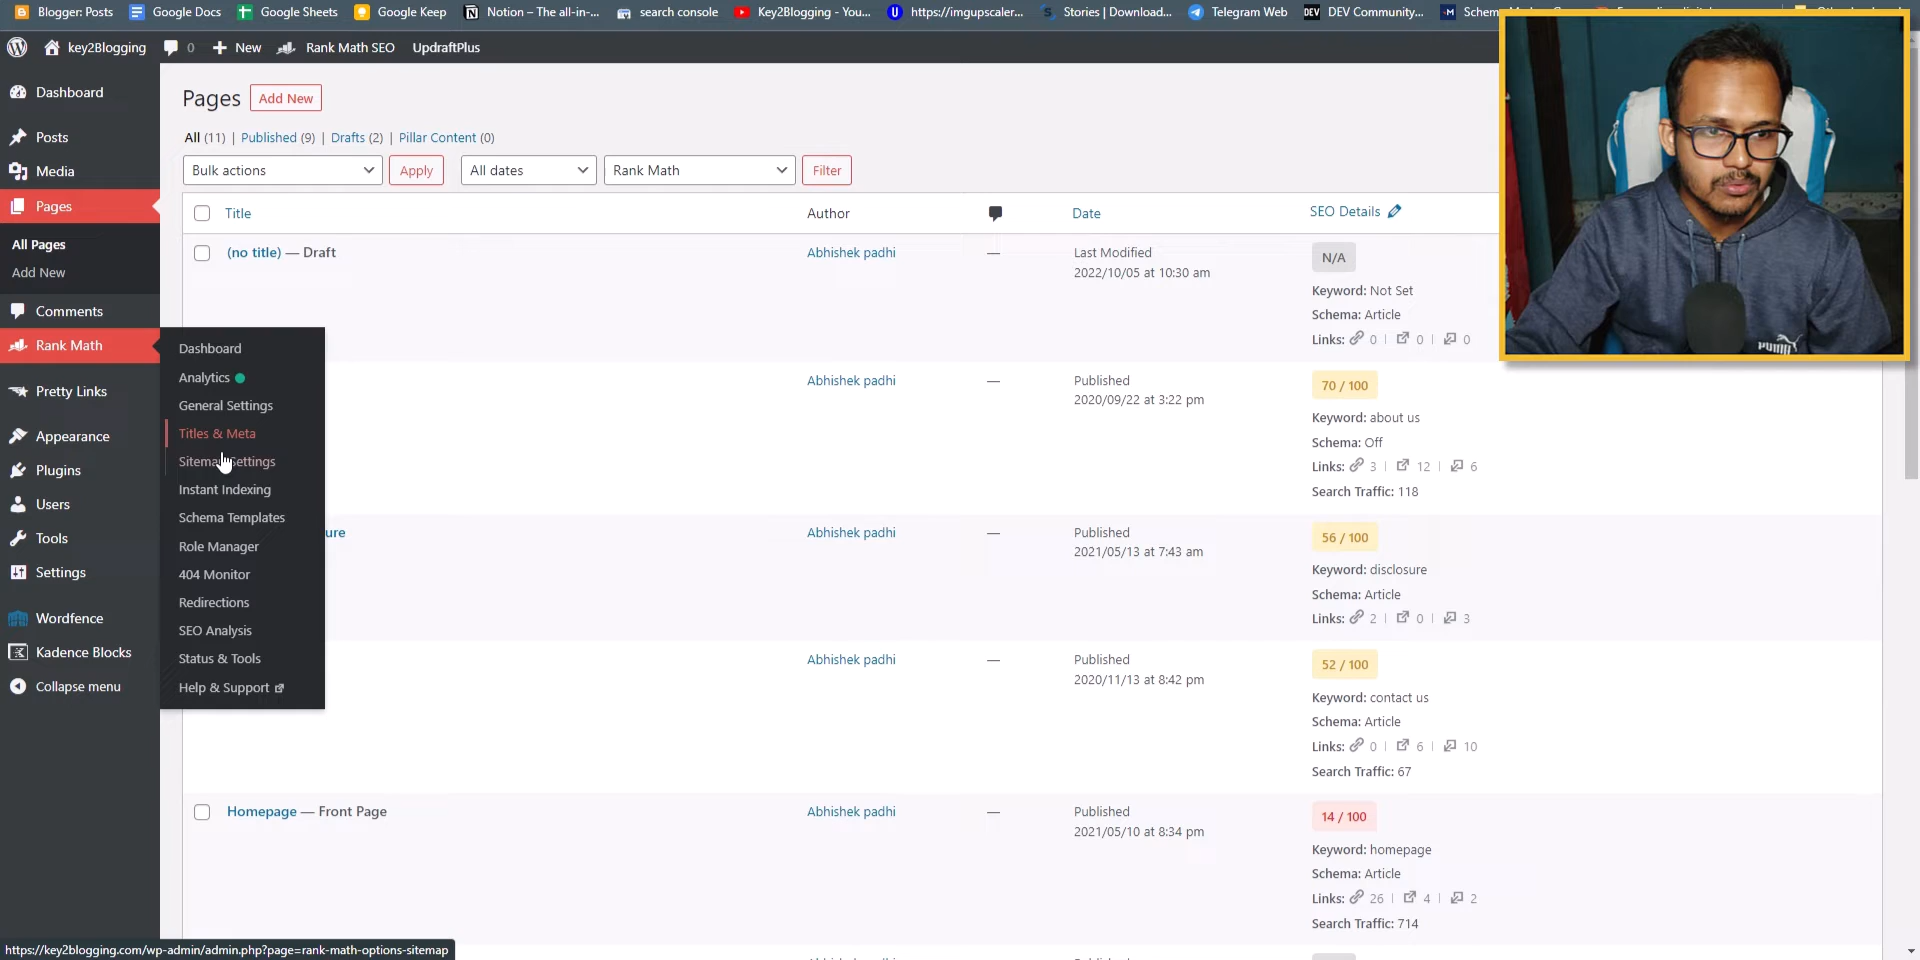 Blogger: Posts Google Docs Google Sheets Google Keep Notion – The all-in-... search console Key2Blogging - You... https://imgupscaler... Stories | Download... Telegram Web DEV Community...
key2Blogging 0 + New Rank Math SEO UpdraftPlus
Dashboard
Posts
Media
Pages
All Pages
Add New
Comments
Rank Math
Pretty Links
Appearance
Plugins
Users
Tools
Settings
Wordfence
Kadence Blocks
Collapse menu
Dashboard
Analytics
General Settings
Titles & Meta
Sitemap Settings
Instant Indexing
Schema Templates
Role Manager
404 Monitor
Redirections
SEO Analysis
Status & Tools
Help & Support
Pages Add New
All (11) | Published (9) | Drafts (2) | Pillar Content (0)
Bulk actions Apply All dates Rank Math Filter
Title Author Date SEO Details
(no title) — Draft Abhishek padhi — Last Modified
2022/10/05 at 10:30 am
N/A
Keyword: Not Set
Schema: Article
Links: 0 | 0 | 0
Abhishek padhi — Published
2020/09/22 at 3:22 pm
70 / 100
Keyword: about us
Schema: Off
Links: 3 | 12 | 6
Search Traffic: 118
ure Abhishek padhi — Published
2021/05/13 at 7:43 am
56 / 100
Keyword: disclosure
Schema: Article
Links: 2 | 0 | 3
Abhishek padhi — Published
2020/11/13 at 8:42 pm
52 / 100
Keyword: contact us
Schema: Article
Links: 0 | 6 | 10
Search Traffic: 67
Homepage — Front Page Abhishek padhi — Published
2021/05/10 at 8:34 pm
14 / 100
Keyword: homepage
Schema: Article
Links: 26 | 4 | 2
Search Traffic: 714
https://key2blogging.com/wp-admin/admin.php?page=rank-math-options-sitemap
PUMA